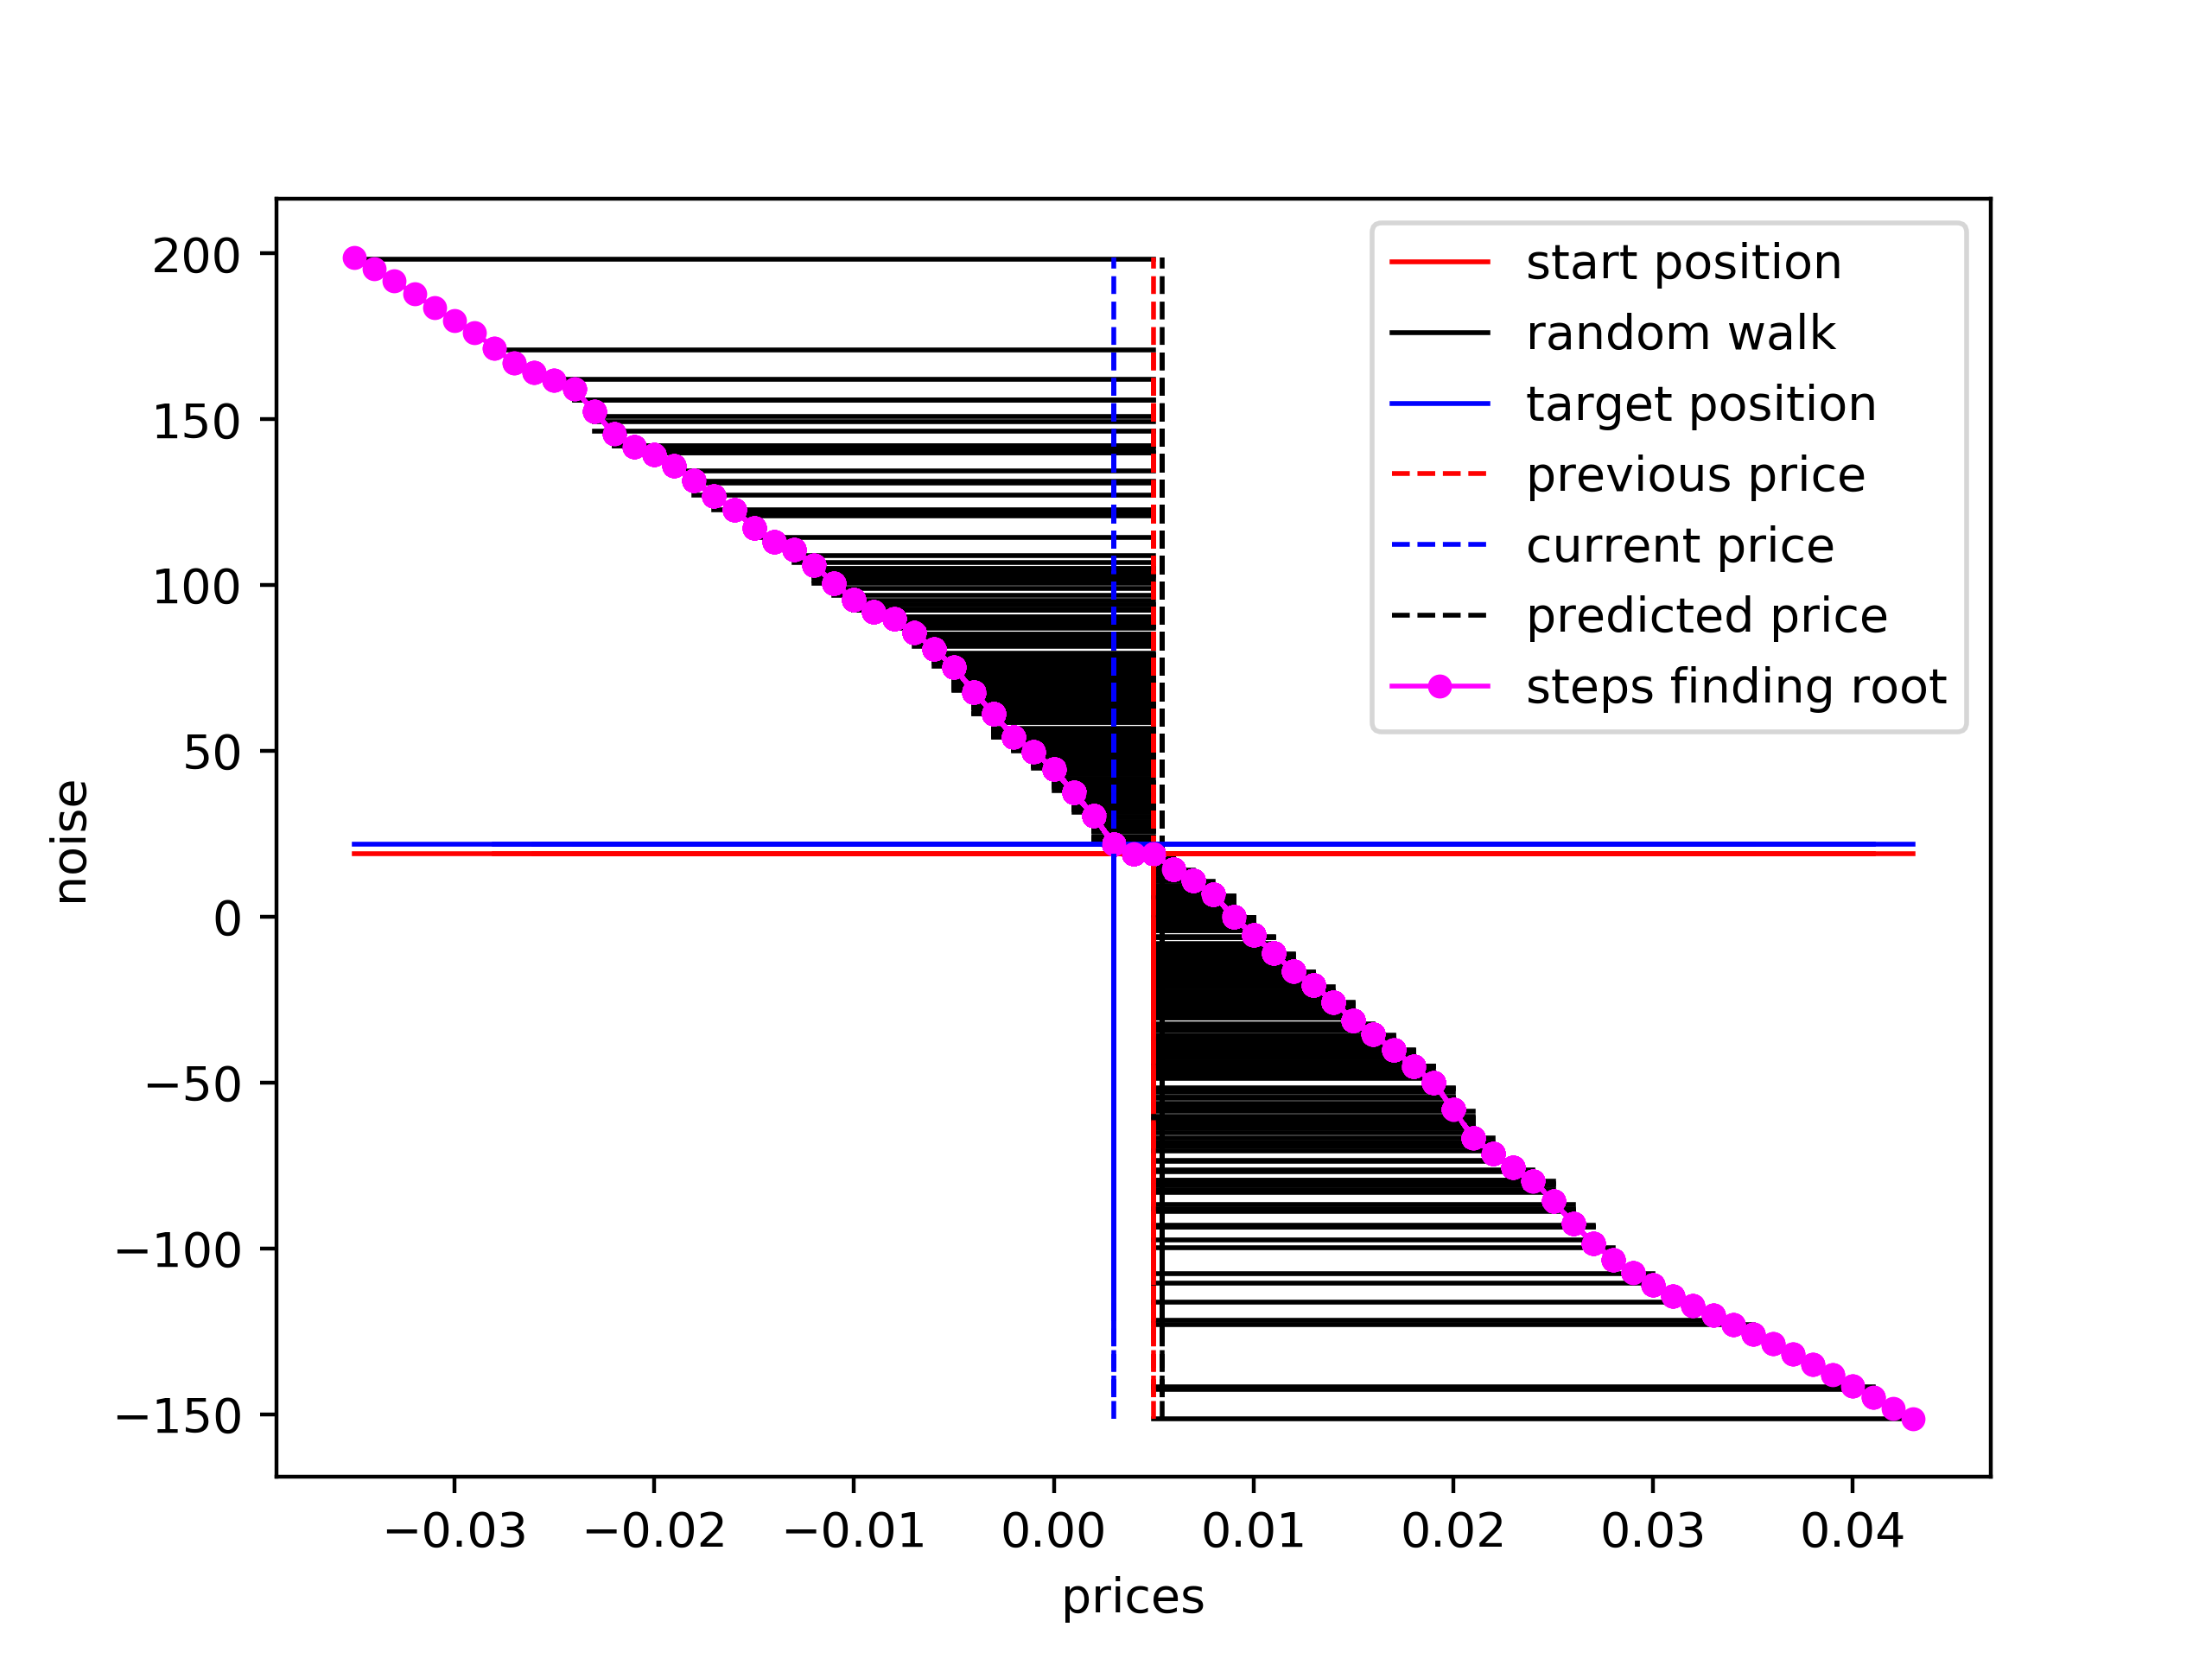 200
150
100
50
0
−50
−100
−150
noise
start position
random walk
target position
previous price
current price
predicted price
steps finding root
−0.03 −0.02 −0.01 0.00 0.01 0.02 0.03 0.04
prices